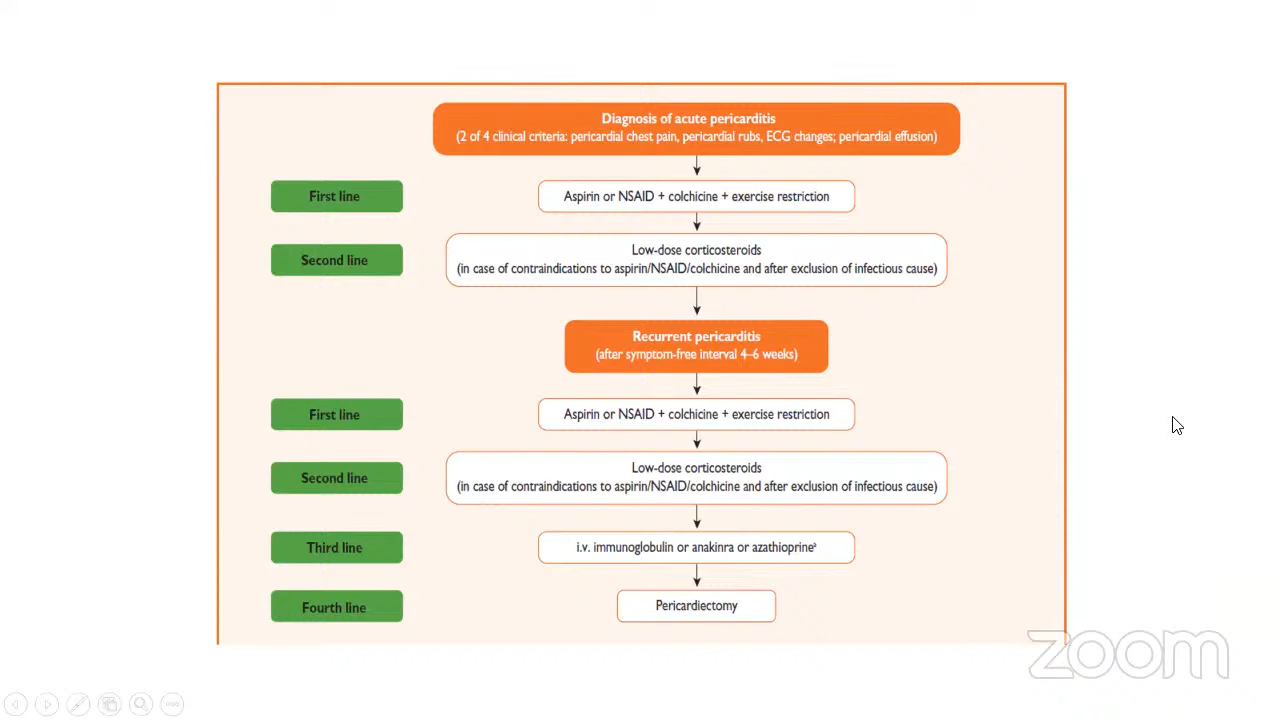 Diagnosis of acute pericarditis
(2 of 4 clinical criteria: pericardial chest pain, pericardial rubs, ECG changes; pericardial effusion)
First line
Aspirin or NSAID + colchicine + exercise restriction
Second line
Low-dose corticosteroids
(in case of contraindications to aspirin/NSAID/colchicine and after exclusion of infectious cause)
Recurrent pericarditis
(after symptom-free interval 4–6 weeks)
First line
Aspirin or NSAID + colchicine + exercise restriction
Second line
Low-dose corticosteroids
(in case of contraindications to aspirin/NSAID/colchicine and after exclusion of infectious cause)
Third line
i.v. immunoglobulin or anakinra or azathioprineᵃ
Fourth line
Pericardiectomy
zoom